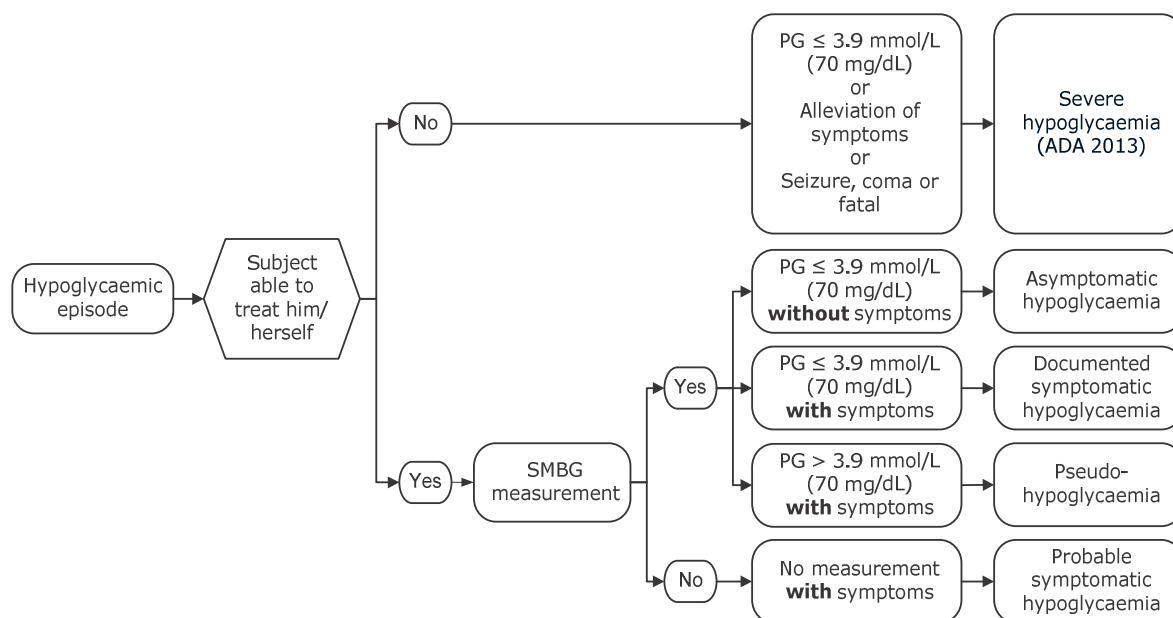 Hypoglycaemic
episode
Subject
able to
treat him/
herself
No
PG ≤ 3.9 mmol/L
(70 mg/dL)
or
Alleviation of
symptoms
or
Seizure, coma or
fatal
Severe
hypoglycaemia
(ADA 2013)
Yes
SMBG
measurement
Yes
PG ≤ 3.9 mmol/L
(70 mg/dL)
without symptoms
Asymptomatic
hypoglycaemia
PG ≤ 3.9 mmol/L
(70 mg/dL)
with symptoms
Documented
symptomatic
hypoglycaemia
PG > 3.9 mmol/L
(70 mg/dL)
with symptoms
Pseudo-
hypoglycaemia
No
No measurement
with symptoms
Probable
symptomatic
hypoglycaemia